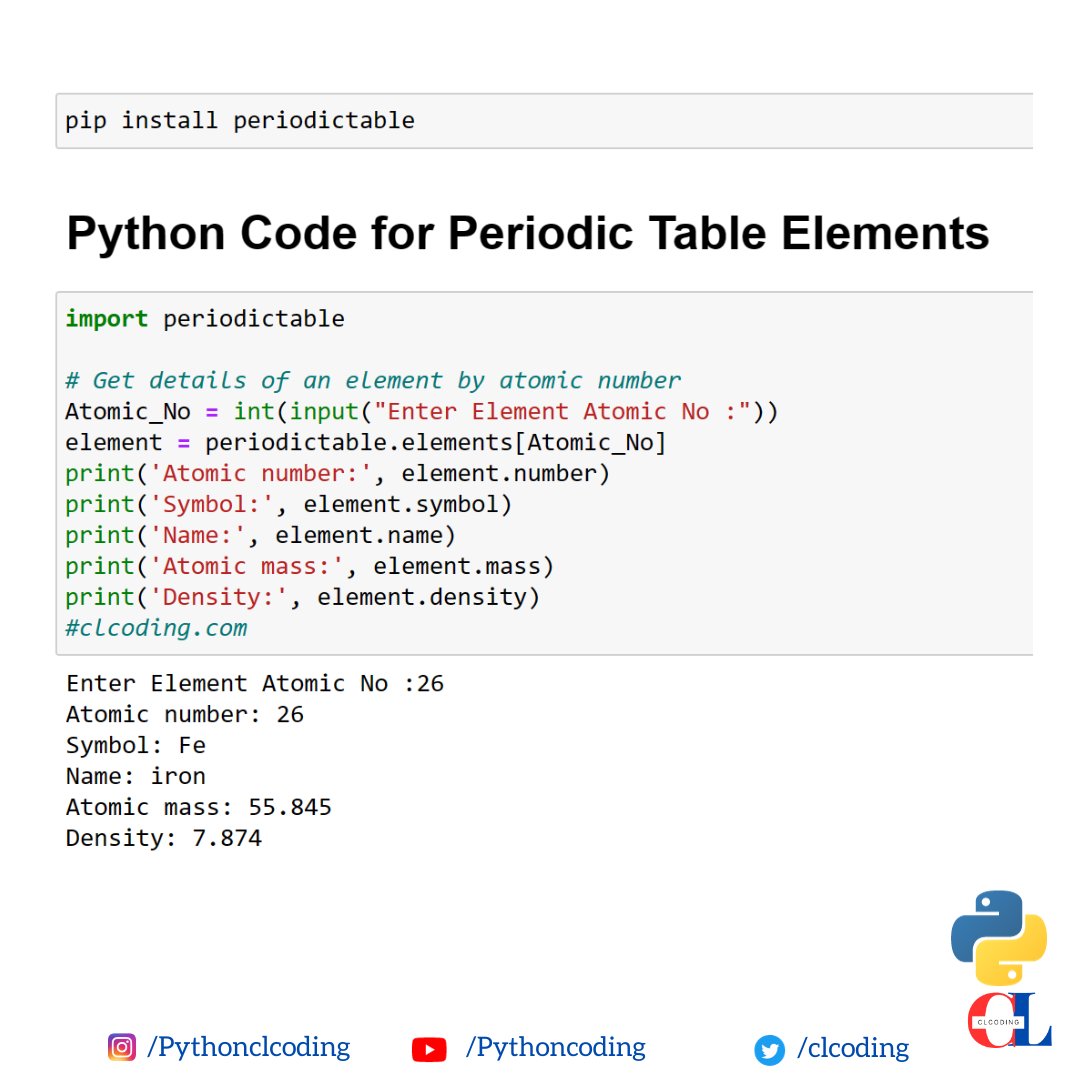 pip install periodictable
Python Code for Periodic Table Elements
import periodictable
# Get details of an element by atomic number
Atomic_No = int(input("Enter Element Atomic No :"))
element = periodictable.elements[Atomic_No]
print('Atomic number:', element.number)
print('Symbol:', element.symbol)
print('Name:', element.name)
print('Atomic mass:', element.mass)
print('Density:', element.density)
#clcoding.com
Enter Element Atomic No :26
Atomic number: 26
Symbol: Fe
Name: iron
Atomic mass: 55.845
Density: 7.874
CL
CLCODING
/Pythonclcoding
/Pythoncoding
/clcoding